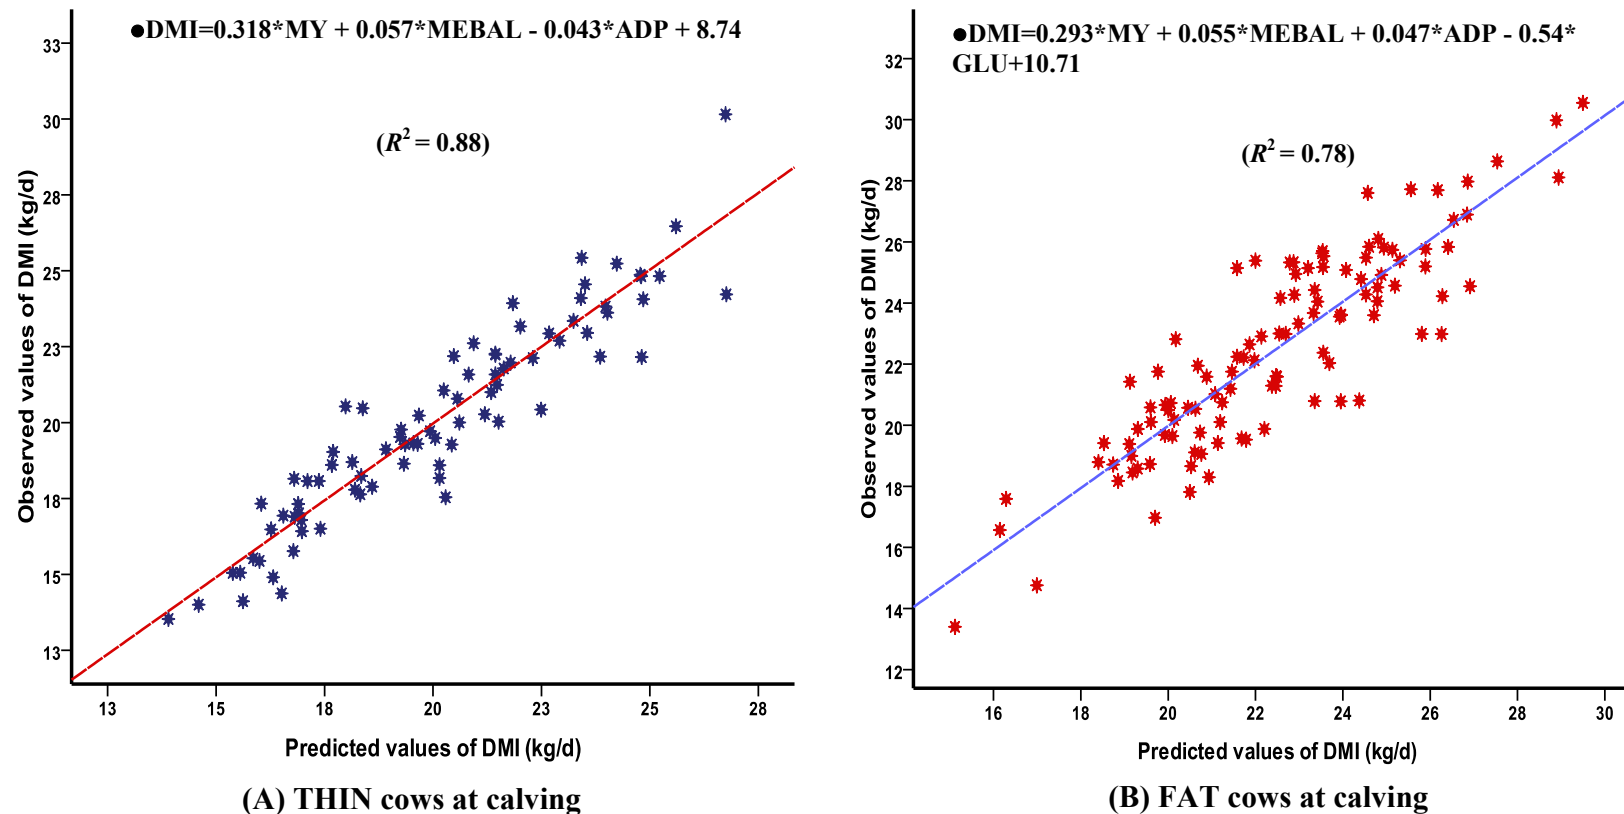 ●DMI=0.318*MY + 0.057*MEBAL - 0.043*ADP + 8.74
(R² = 0.88)
Observed values of DMI (kg/d)
33
30
28
25
23
20
18
15
13
13 15 18 20 23 25 28
Predicted values of DMI (kg/d)
(A) THIN cows at calving
●DMI=0.293*MY + 0.055*MEBAL + 0.047*ADP - 0.54*
GLU+10.71
(R² = 0.78)
Observed values of DMI (kg/d)
32
30
28
26
24
22
20
18
16
14
12
16 18 20 22 24 26 28 30
Predicted values of DMI (kg/d)
(B) FAT cows at calving